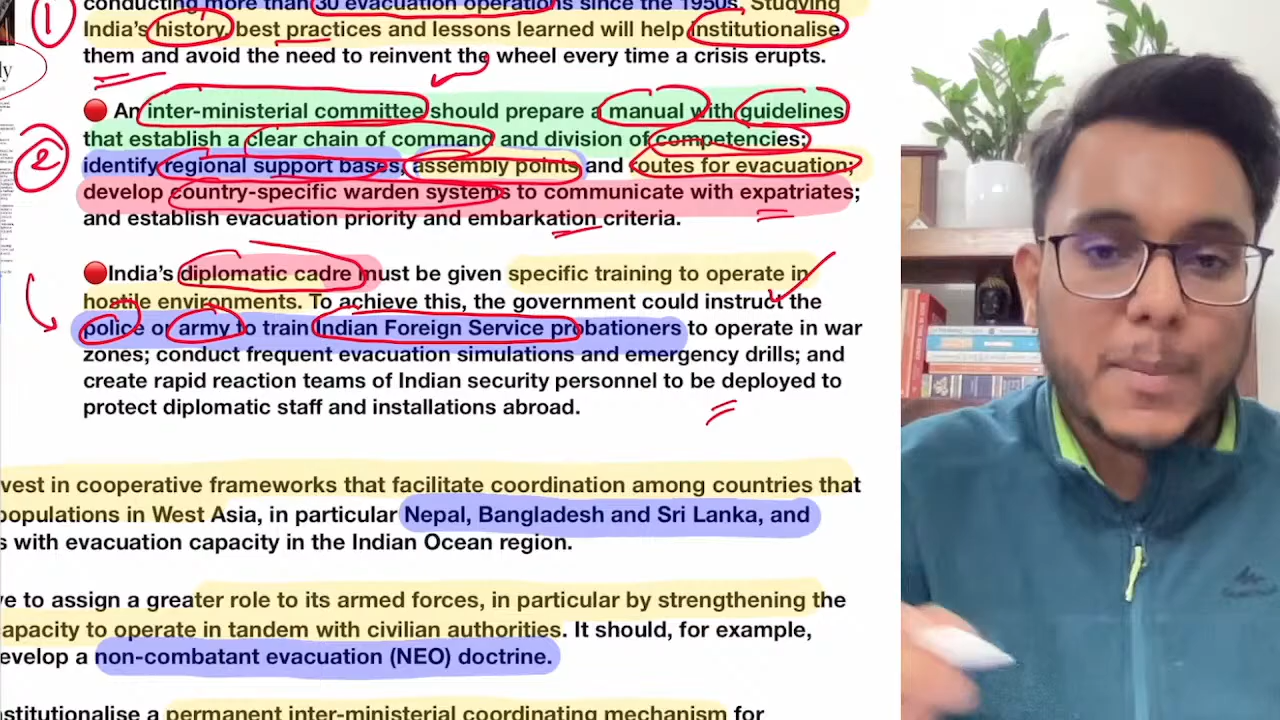 conducting more than 30 evacuation operations since the 1950s. Studying
India's history, best practices and lessons learned will help institutionalise
them and avoid the need to reinvent the wheel every time a crisis erupts.
1
An inter-ministerial committee should prepare a manual with guidelines
that establish a clear chain of command and division of competencies;
identify regional support bases, assembly points and routes for evacuation;
develop country-specific warden systems to communicate with expatriates;
and establish evacuation priority and embarkation criteria.
2
India's diplomatic cadre must be given specific training to operate in
hostile environments. To achieve this, the government could instruct the
police or army to train Indian Foreign Service probationers to operate in war
zones; conduct frequent evacuation simulations and emergency drills; and
create rapid reaction teams of Indian security personnel to be deployed to
protect diplomatic staff and installations abroad.
vest in cooperative frameworks that facilitate coordination among countries that
populations in West Asia, in particular Nepal, Bangladesh and Sri Lanka, and
s with evacuation capacity in the Indian Ocean region.
ve to assign a greater role to its armed forces, in particular by strengthening the
apacity to operate in tandem with civilian authorities. It should, for example,
evelop a non-combatant evacuation (NEO) doctrine.
stitutionalise a permanent inter-ministerial coordinating mechanism for